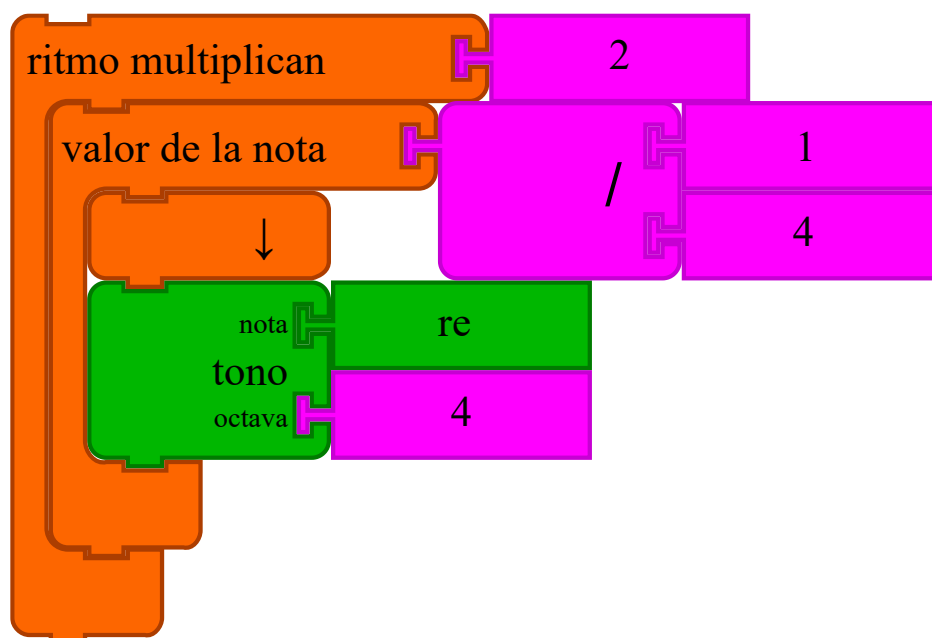 ritmo multiplican 2
valor de la nota / 1
4
↓
nota re
tono
octava 4